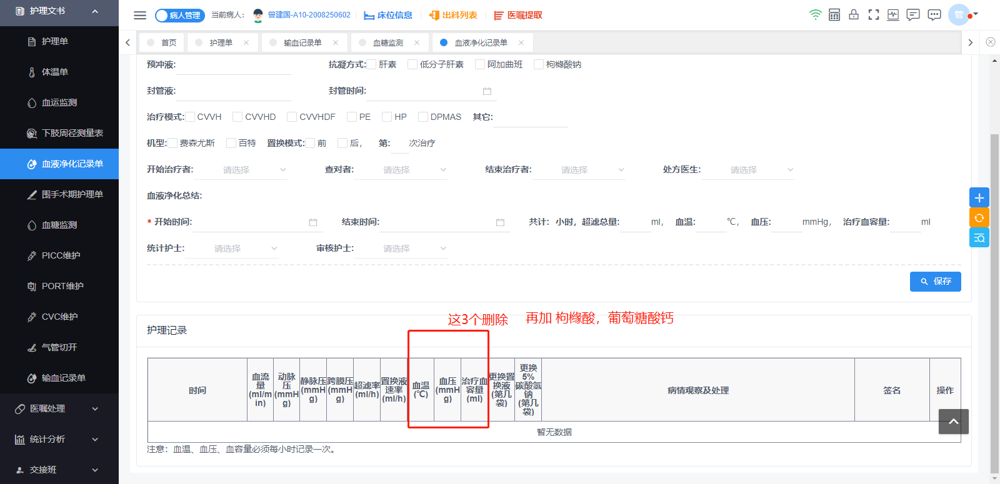 护理文书
病人管理
当前病人：
曾建国-A10-2008250602
床位信息
出科列表
医嘱提取
管
护理单
首页
护理单
输血记录单
血糖监测
血液净化记录单
预冲液:
抗凝方式:
肝素
低分子肝素
阿加曲班
枸橼酸钠
体温单
封管液:
封管时间:
血运监测
治疗模式:
CVVH
CVVHD
CVVHDF
PE
HP
DPMAS
其它:
下肢周径测量表
机型:
费森尤斯
百特
置换模式:
前
后，
第:
次治疗
血液净化记录单
开始治疗者:
请选择
查对者:
请选择
结束治疗者:
请选择
处方医生:
请选择
围手术期护理单
血液净化总结:
血糖监测
* 开始时间:
结束时间:
共计：小时，超滤总量:
ml，
血温:
℃，
血压:
mmHg，
治疗血容量:
ml
PICC维护
统计护士:
请选择
审核护士:
请选择
PORT维护
保存
CVC维护
气管切开
输血记录单
医嘱处理
统计分析
交接班
这3个删除
再加 枸橼酸，葡萄糖酸钙
护理记录
时间
血流
量
(ml/m
in)
动脉
压
(mmH
g)
静脉压
(mmH
g)
跨膜压
(mmH
g)
超滤率
(ml/h)
置换液
速率
(ml/h)
血温
(℃)
血压
(mmH
g)
治疗血
容量
(ml)
更换置
换液
(第几
袋)
更换
5%
碳酸氢
钠
(第几
袋)
病情观察及处理
签名
操作
暂无数据
注意：血温、血压、血容量必须每小时记录一次。